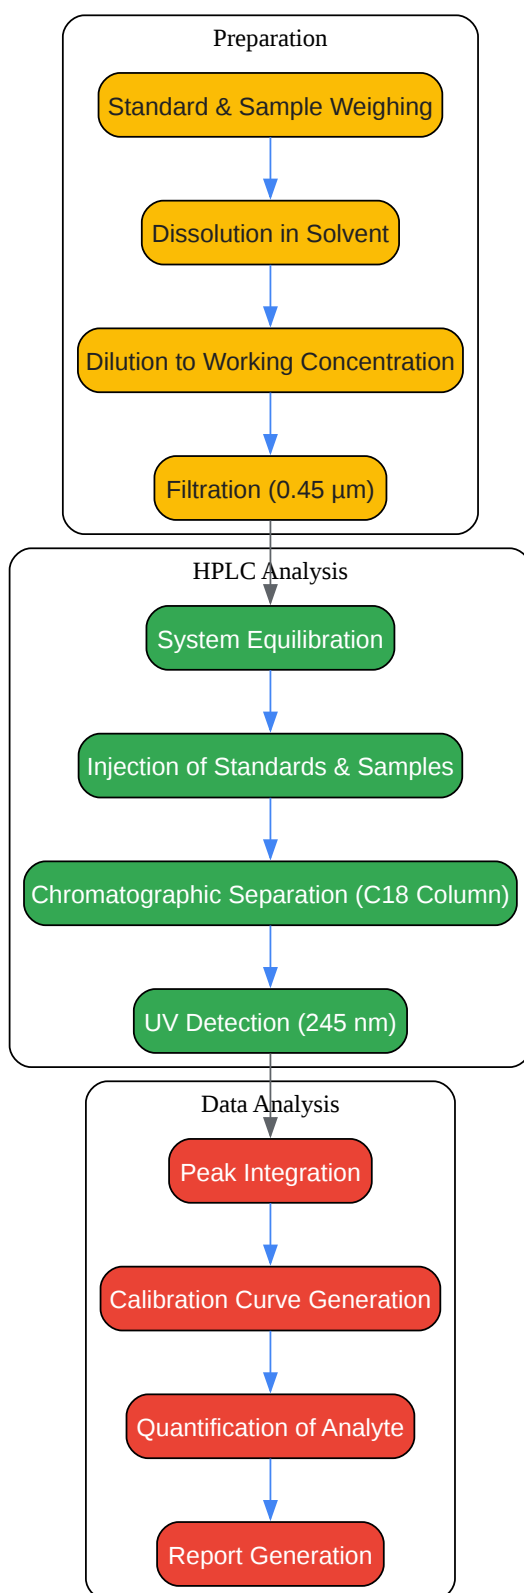 Preparation
Standard & Sample Weighing
Dissolution in Solvent
Dilution to Working Concentration
Filtration (0.45 µm)
HPLC Analysis
System Equilibration
Injection of Standards & Samples
Chromatographic Separation (C18 Column)
UV Detection (245 nm)
Data Analysis
Peak Integration
Calibration Curve Generation
Quantification of Analyte
Report Generation